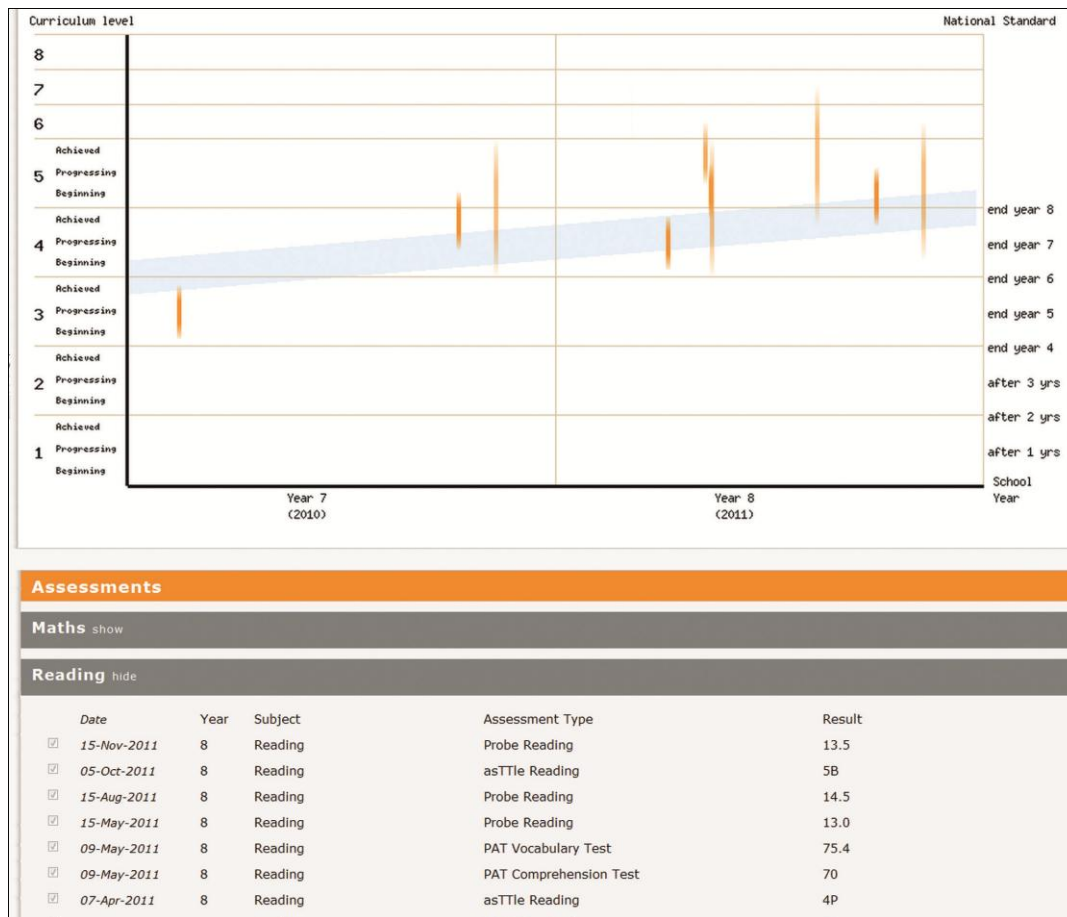 Curriculum level
National Standard
8
7
6
Achieved
5 Progressing
Beginning
Achieved
4 Progressing
Beginning
Achieved
3 Progressing
Beginning
Achieved
2 Progressing
Beginning
Achieved
1 Progressing
Beginning
end year 8
end year 7
end year 6
end year 5
end year 4
after 3 yrs
after 2 yrs
after 1 yrs
School
Year
Year 7
(2010)
Year 8
(2011)
Assessments
Maths show
Reading hide
Date Year Subject Assessment Type Result
15-Nov-2011 8 Reading Probe Reading 13.5
05-Oct-2011 8 Reading asTTle Reading 5B
15-Aug-2011 8 Reading Probe Reading 14.5
15-May-2011 8 Reading Probe Reading 13.0
09-May-2011 8 Reading PAT Vocabulary Test 75.4
09-May-2011 8 Reading PAT Comprehension Test 70
07-Apr-2011 8 Reading asTTle Reading 4P